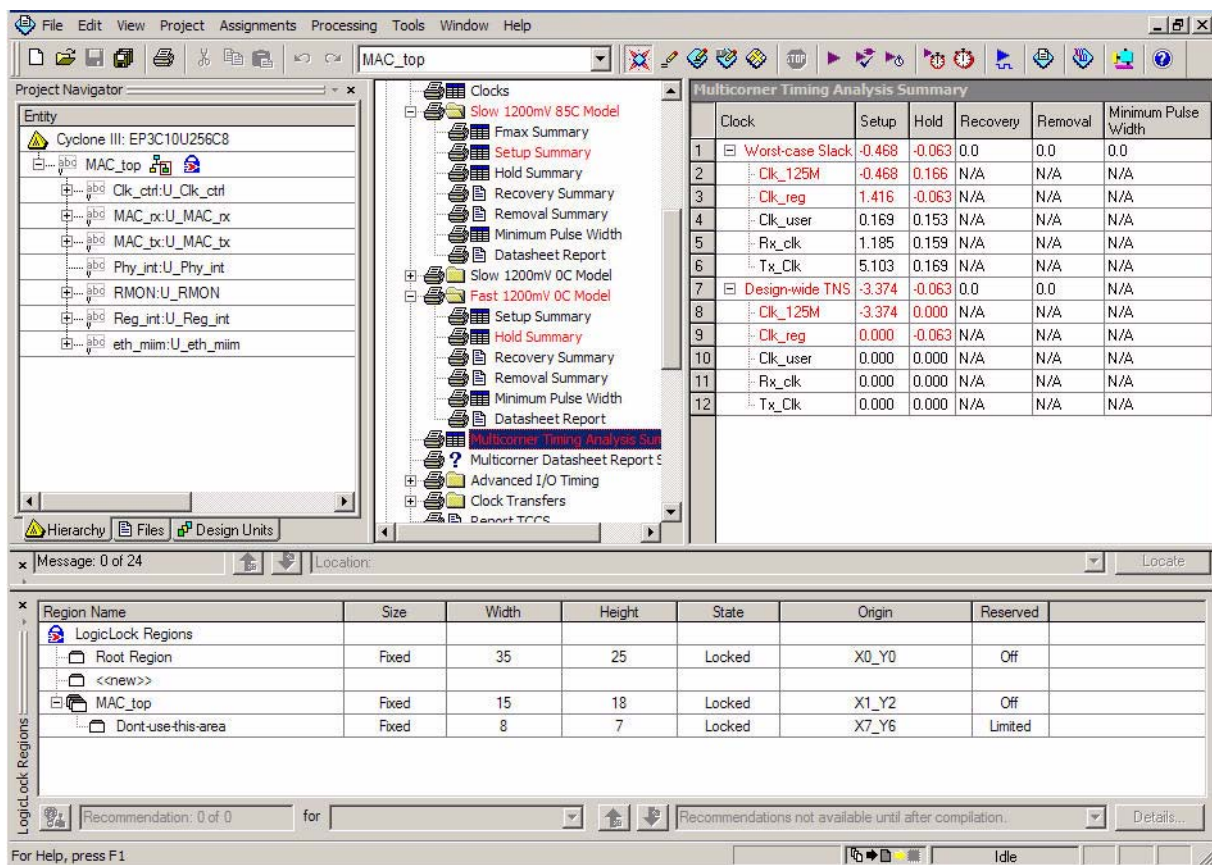 File Edit View Project Assignments Processing Tools Window Help
MAC_top
Project Navigator
Entity
Cyclone III: EP3C10U256C8
MAC_top
Clk_ctrl:U_Clk_ctrl
MAC_rx:U_MAC_rx
MAC_tx:U_MAC_tx
Phy_int:U_Phy_int
RMON:U_RMON
Reg_int:U_Reg_int
eth_miim:U_eth_miim
Hierarchy Files Design Units
Clocks
Slow 1200mV 85C Model
Fmax Summary
Setup Summary
Hold Summary
Recovery Summary
Removal Summary
Minimum Pulse Width
Datasheet Report
Slow 1200mV 0C Model
Fast 1200mV 0C Model
Setup Summary
Hold Summary
Recovery Summary
Removal Summary
Minimum Pulse Width
Datasheet Report
Multicorner Timing Analysis Sum
Multicorner Datasheet Report S
Advanced I/O Timing
Clock Transfers
Report TCCS
Multicorner Timing Analysis Summary
Clock Setup Hold Recovery Removal Minimum Pulse Width
1 Worst-case Slack -0.468 -0.063 0.0 0.0 0.0
2 Clk_125M -0.468 0.166 N/A N/A N/A
3 Clk_reg 1.416 -0.063 N/A N/A N/A
4 Clk_user 0.169 0.153 N/A N/A N/A
5 Rx_clk 1.185 0.159 N/A N/A N/A
6 Tx_Clk 5.103 0.169 N/A N/A N/A
7 Design-wide TNS -3.374 -0.063 0.0 0.0 0.0
8 Clk_125M -3.374 0.000 N/A N/A N/A
9 Clk_reg 0.000 -0.063 N/A N/A N/A
10 Clk_user 0.000 0.000 N/A N/A N/A
11 Rx_clk 0.000 0.000 N/A N/A N/A
12 Tx_Clk 0.000 0.000 N/A N/A N/A
Message: 0 of 24 Location: Locate
Region Name Size Width Height State Origin Reserved
LogicLock Regions
Root Region Fixed 35 25 Locked X0_Y0 Off
<<new>>
MAC_top Fixed 15 18 Locked X1_Y2 Off
Dont-use-this-area Fixed 8 7 Locked X7_Y6 Limited
LogicLock Regions
Recommendation: 0 of 0 for Recommendations not available until after compilation. Details...
For Help, press F1 Idle